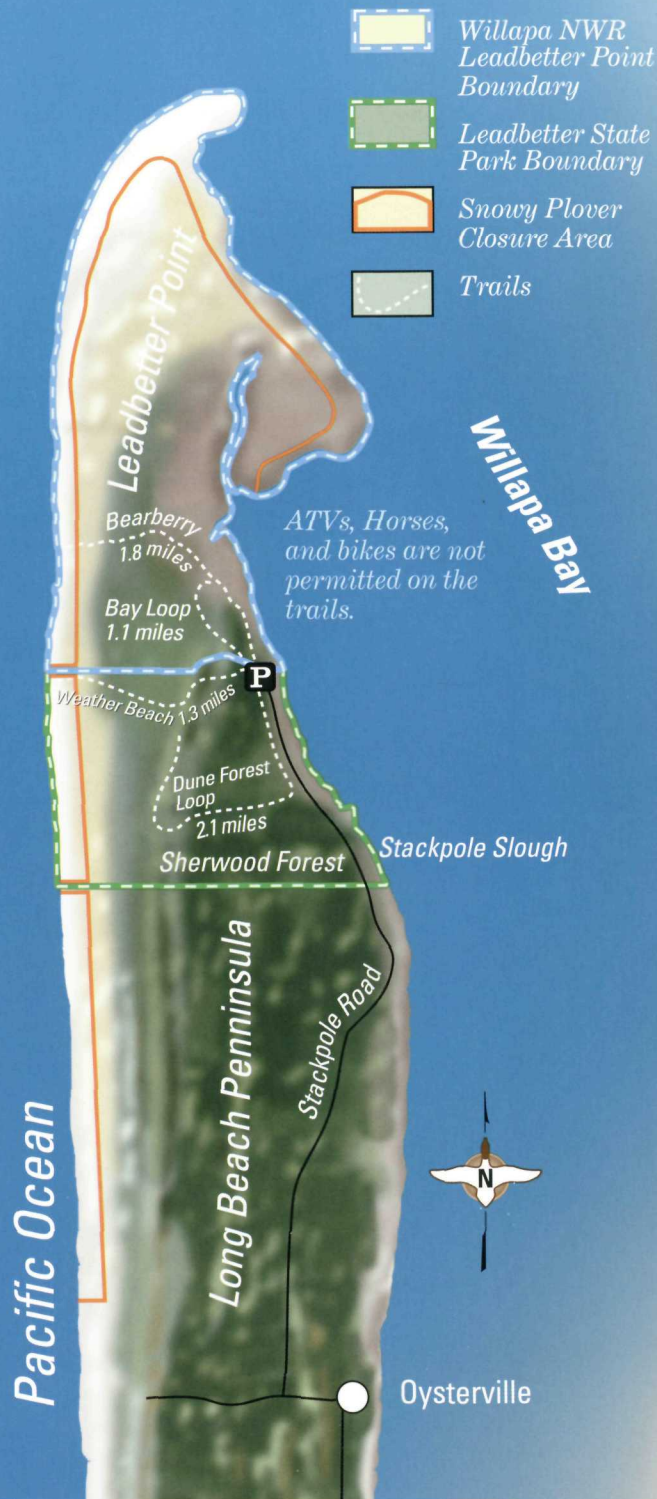 Willapa NWR
Leadbetter Point
Boundary
Leadbetter State
Park Boundary
Snowy Plover
Closure Area
Trails
Leadbetter Point
Willapa Bay
Bearberry
1.8 miles
ATVs, Horses,
and bikes are not
permitted on the
trails.
Bay Loop
1.1 miles
P
Weather Beach 1.3 miles
Dune Forest
Loop
2.1 miles
Sherwood Forest
Stackpole Slough
Stackpole Road
Long Beach Penninsula
N
Pacific Ocean
Oysterville